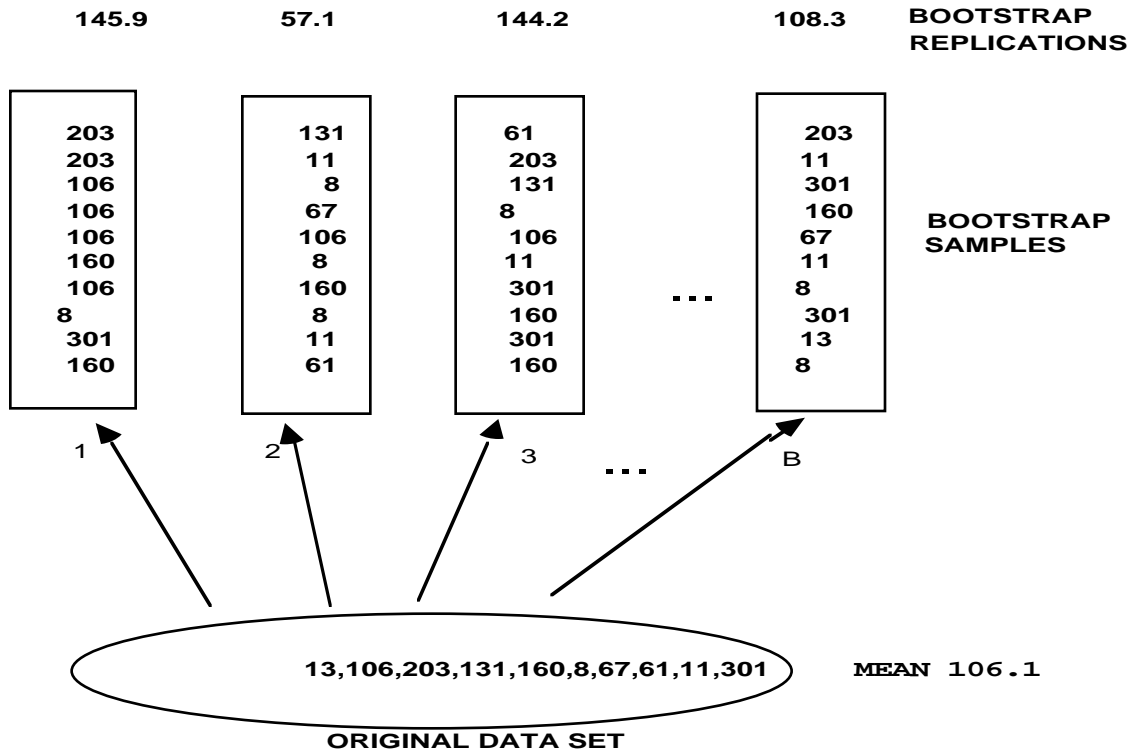 145.9 57.1 144.2 108.3 BOOTSTRAP
REPLICATIONS
203 131 61 203
203 11 203 11
106 8 131 301
106 67 8 160
106 106 106 67
160 8 11 11
106 160 301 8
8 8 160 301
301 11 301 13
160 61 160 8
BOOTSTRAP
SAMPLES
...
1 2 3 ... B
13,106,203,131,160,8,67,61,11,301 MEAN 106.1
ORIGINAL DATA SET